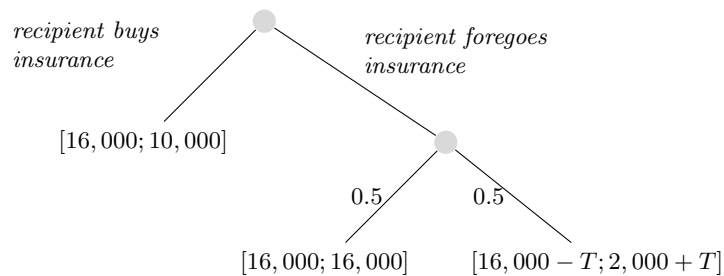 recipient buys
insurance
recipient foregoes
insurance
[16,000; 10,000]
0.5
0.5
[16,000; 16,000]
[16,000 − T; 2,000 + T]